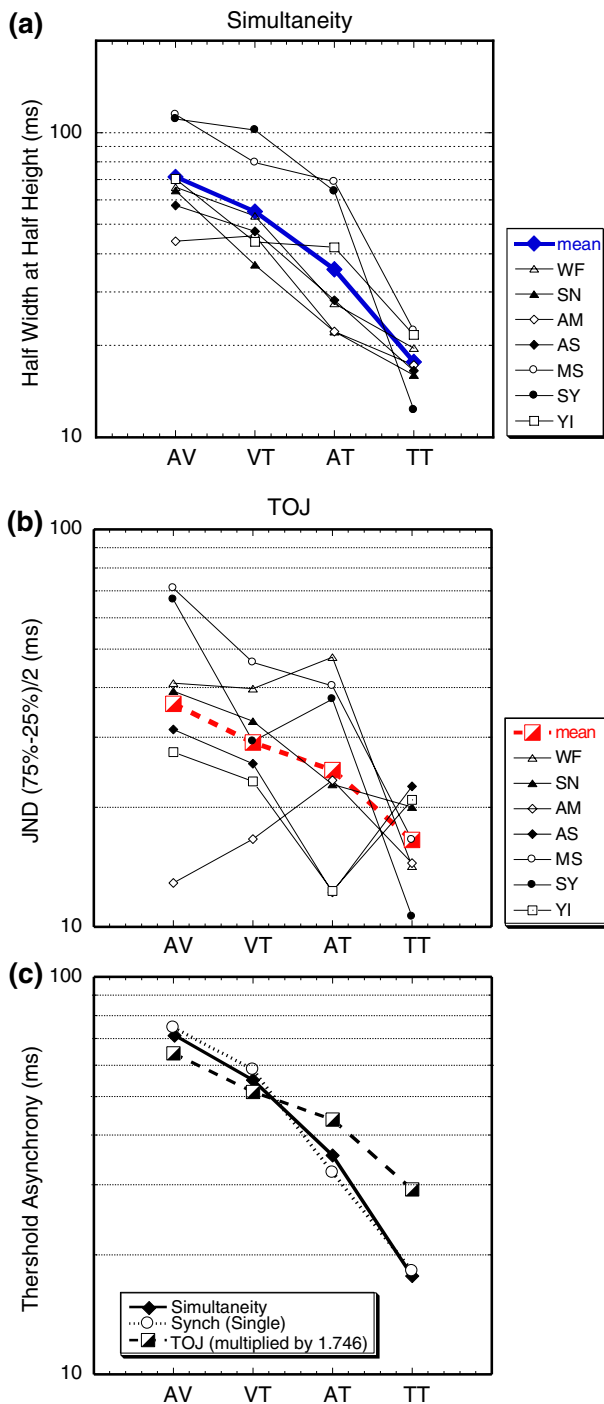 (a)
Simultaneity
Half Width at Half Height (ms)
100
10
AV VT AT TT
mean
WF
SN
AM
AS
MS
SY
YI
(b)
TOJ
JND (75%-25%)/2 (ms)
100
10
AV VT AT TT
mean
WF
SN
AM
AS
MS
SY
YI
(c)
Thershold Asynchrony (ms)
100
10
Simultaneity
Synch (Single)
TOJ (multiplied by 1.746)
AV VT AT TT